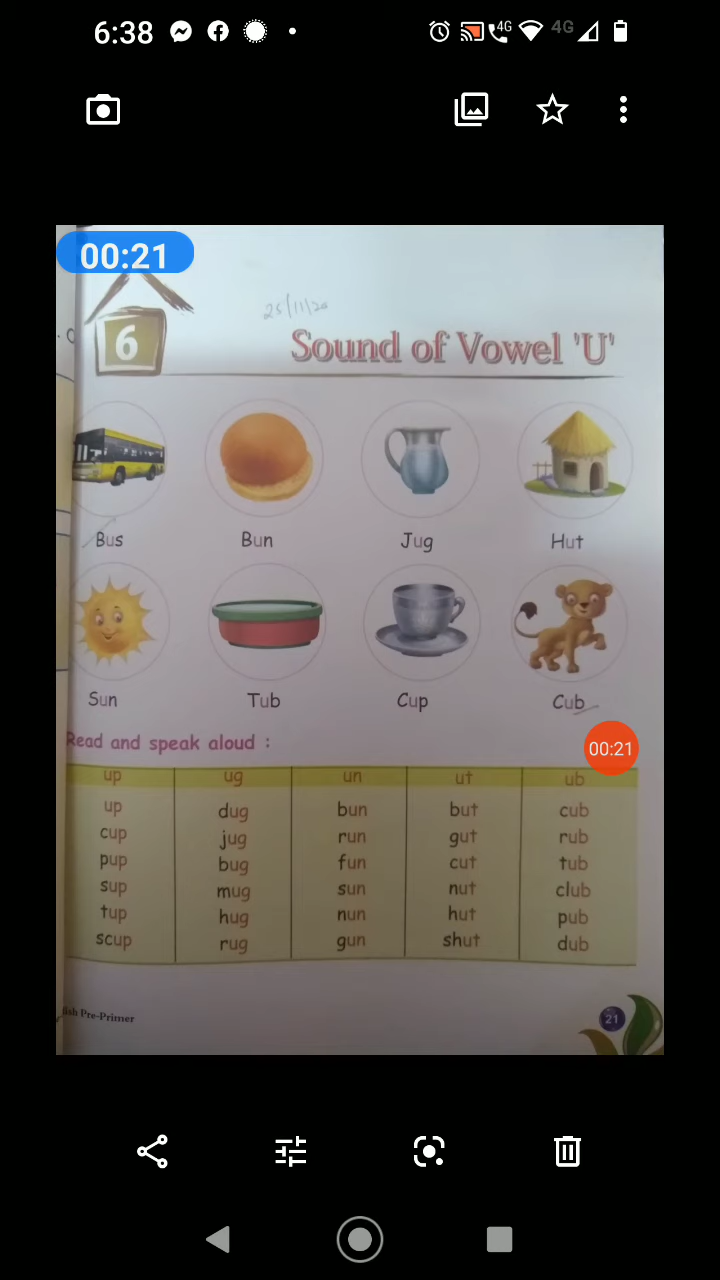 6:38
4G
4G
00:21
25/11/20
6
Sound of Vowel 'U'
Bus Bun Jug Hut
Sun Tub Cup Cub
Read and speak aloud :
00:21
up ug un ut ub
up dug bun but cub
cup jug run gut rub
pup bug fun cut tub
sup mug sun nut club
tup hug nun hut pub
scup rug gun shut dub
lish Pre-Primer
21